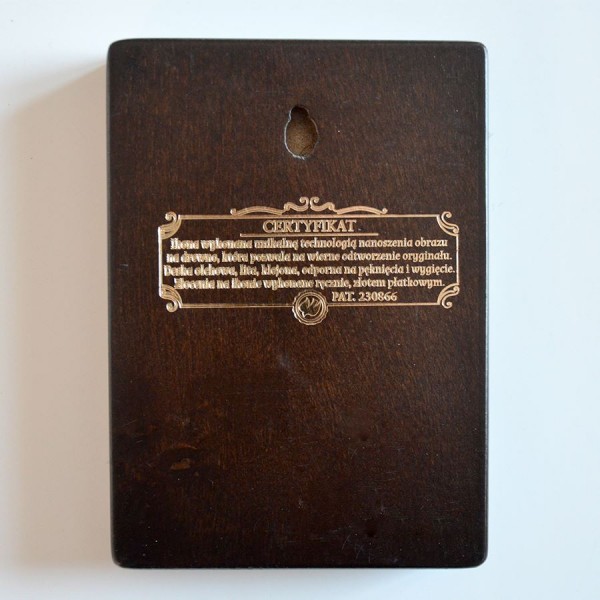 CERTYFIKAT
Ikona wykonana unikalną technologią nanoszenia obrazu
na drewno, która pozwala na wierne odtworzenie oryginału.
Deska olchowa, lita, klejona, odporna na pęknięcia i wygięcie.
Złocenia na ikonie wykonane ręcznie, złotem płatkowym.
PAT. 230866